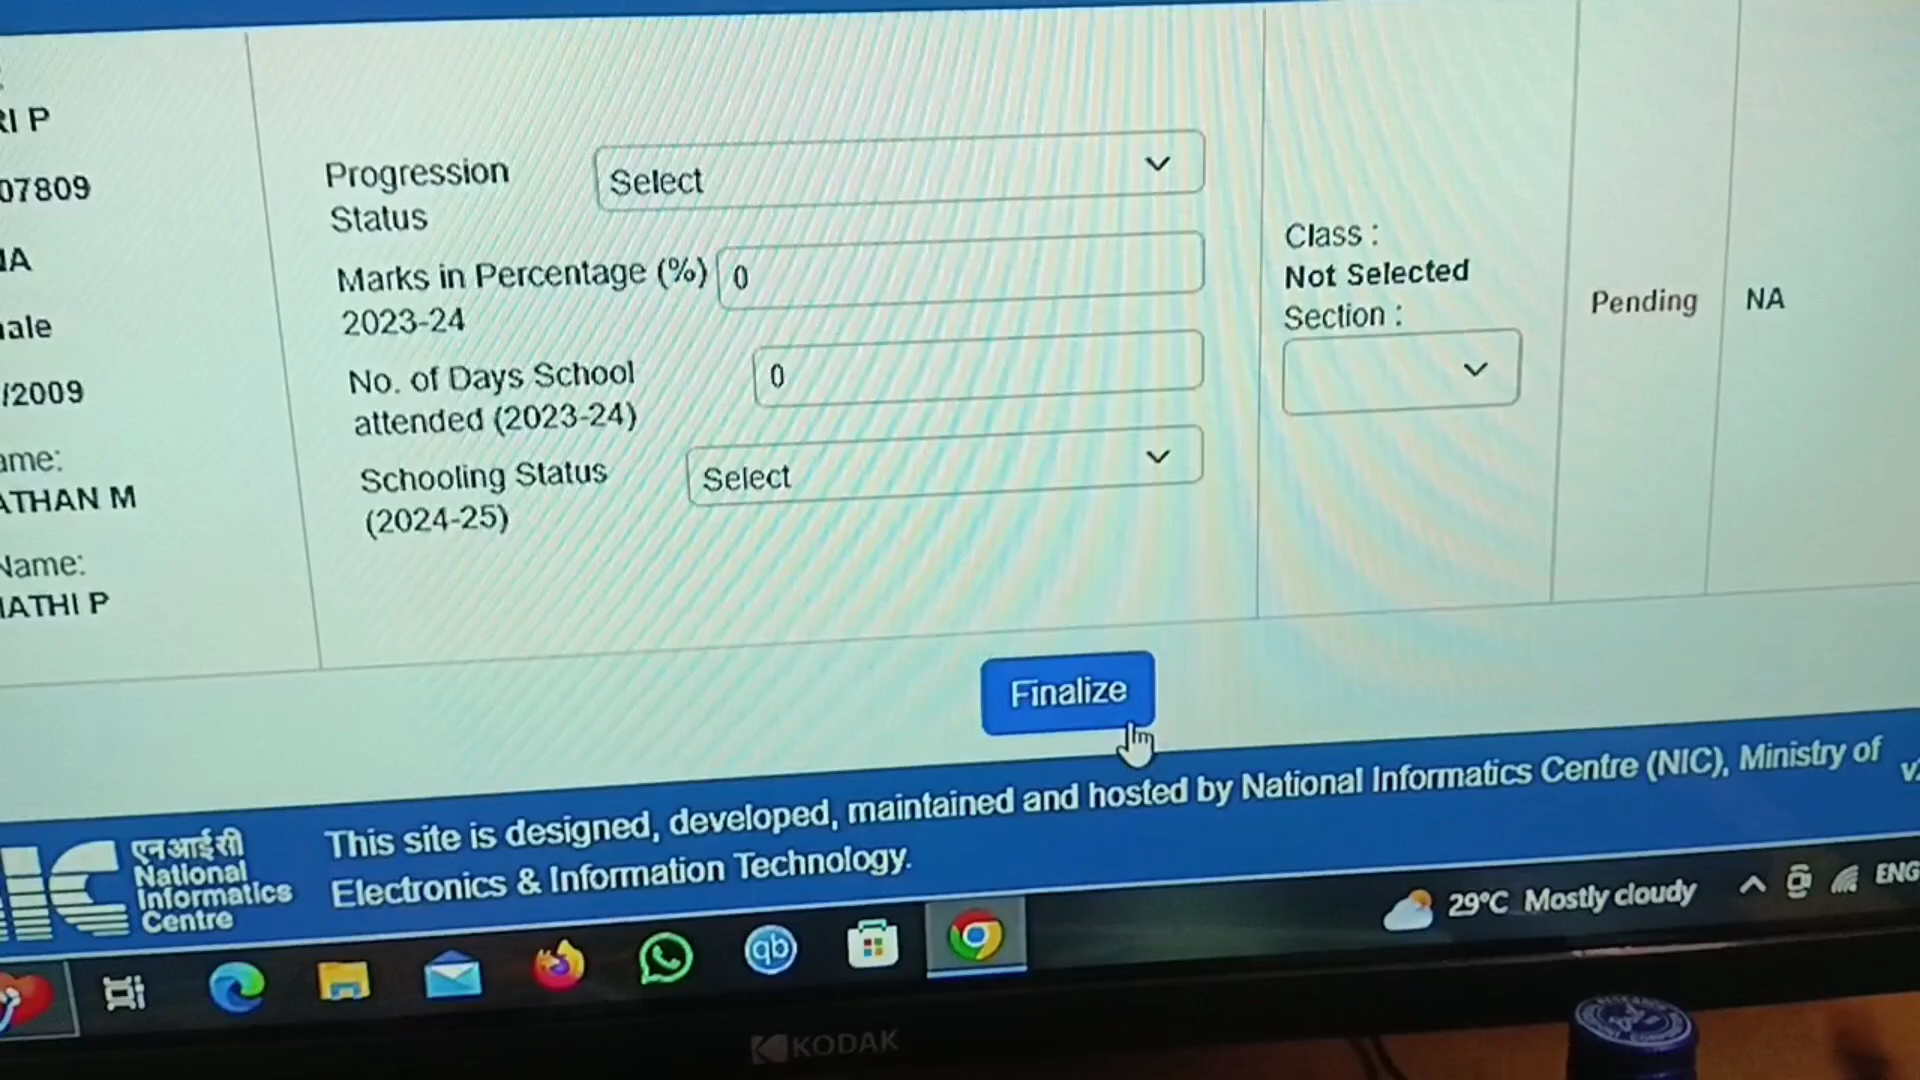 RI P
07809
NA
/2009
ATHAN M
Name:
ATHI P
Progression
Status
Select
Marks in Percentage (%)
2023-24
0
No. of Days School
attended (2023-24)
0
Schooling Status
(2024-25)
Select
Class :
Not Selected
Section :
Pending
NA
Finalize
एनआईसी
National
Informatics
Centre
This site is designed, developed, maintained and hosted by National Informatics Centre (NIC), Ministry of
Electronics & Information Technology.
qb
29°C Mostly cloudy
ENG
KODAK